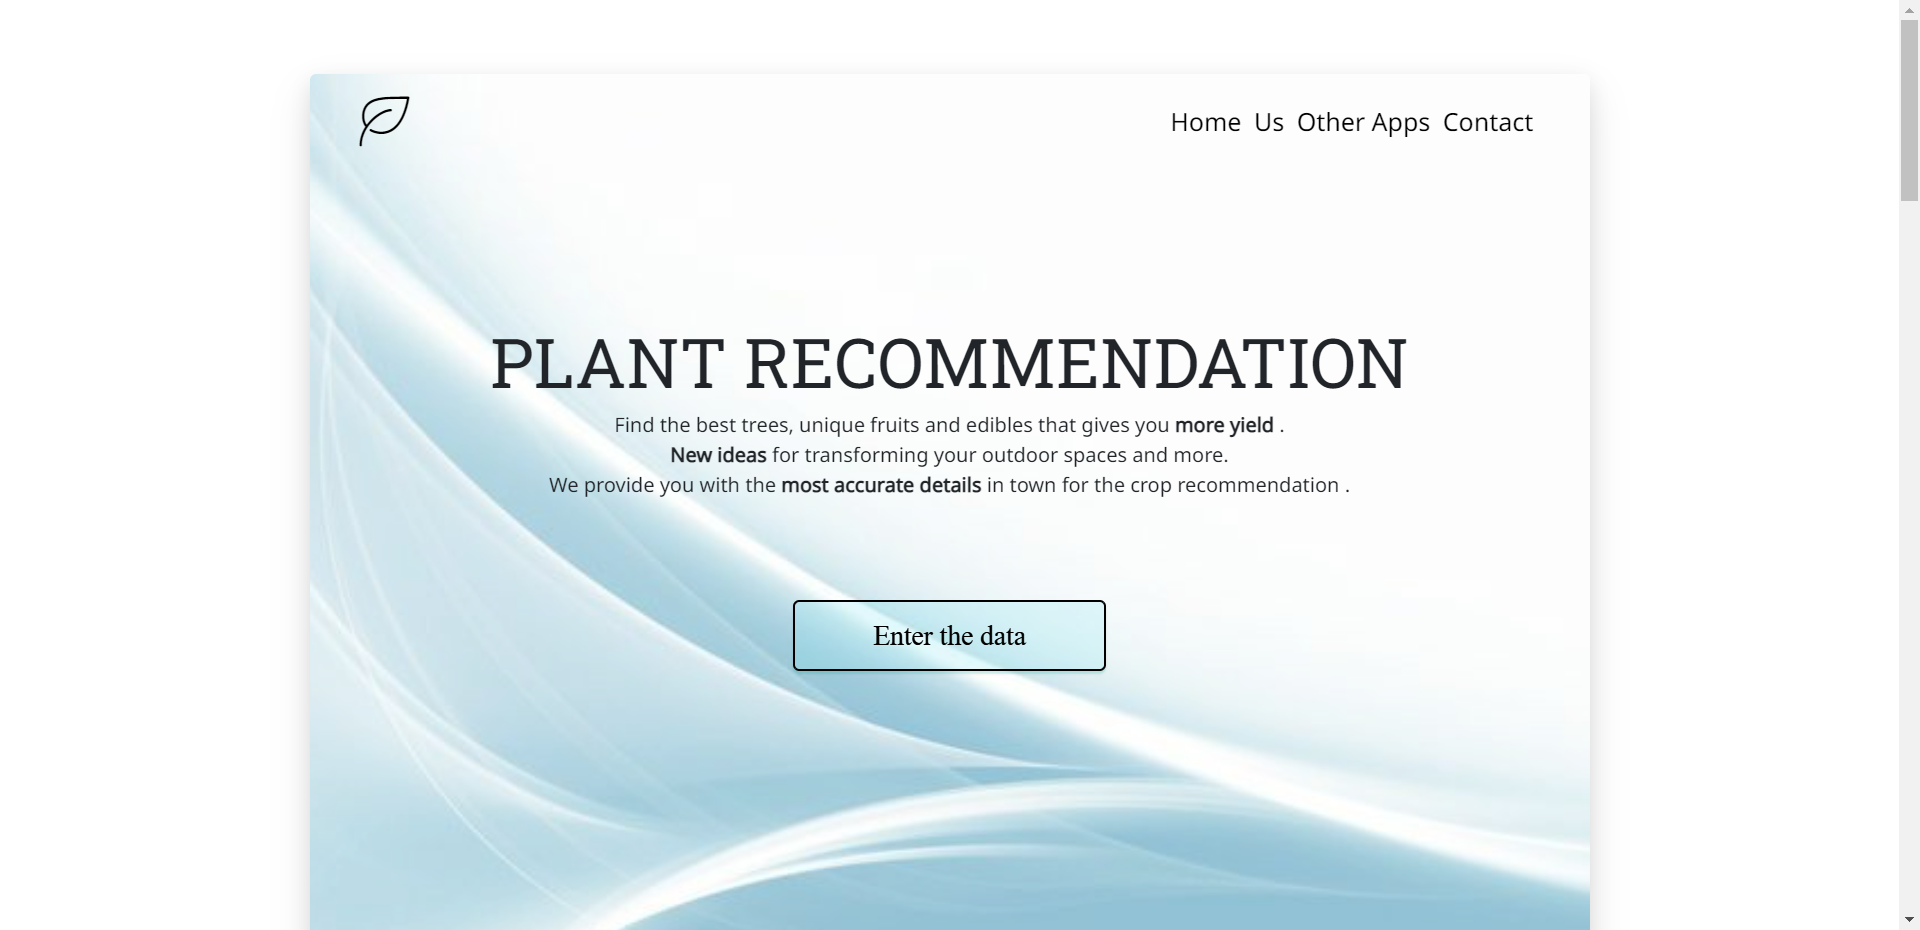 Home Us Other Apps Contact
PLANT RECOMMENDATION
Find the best trees, unique fruits and edibles that gives you more yield .
New ideas for transforming your outdoor spaces and more.
We provide you with the most accurate details in town for the crop recommendation .
Enter the data